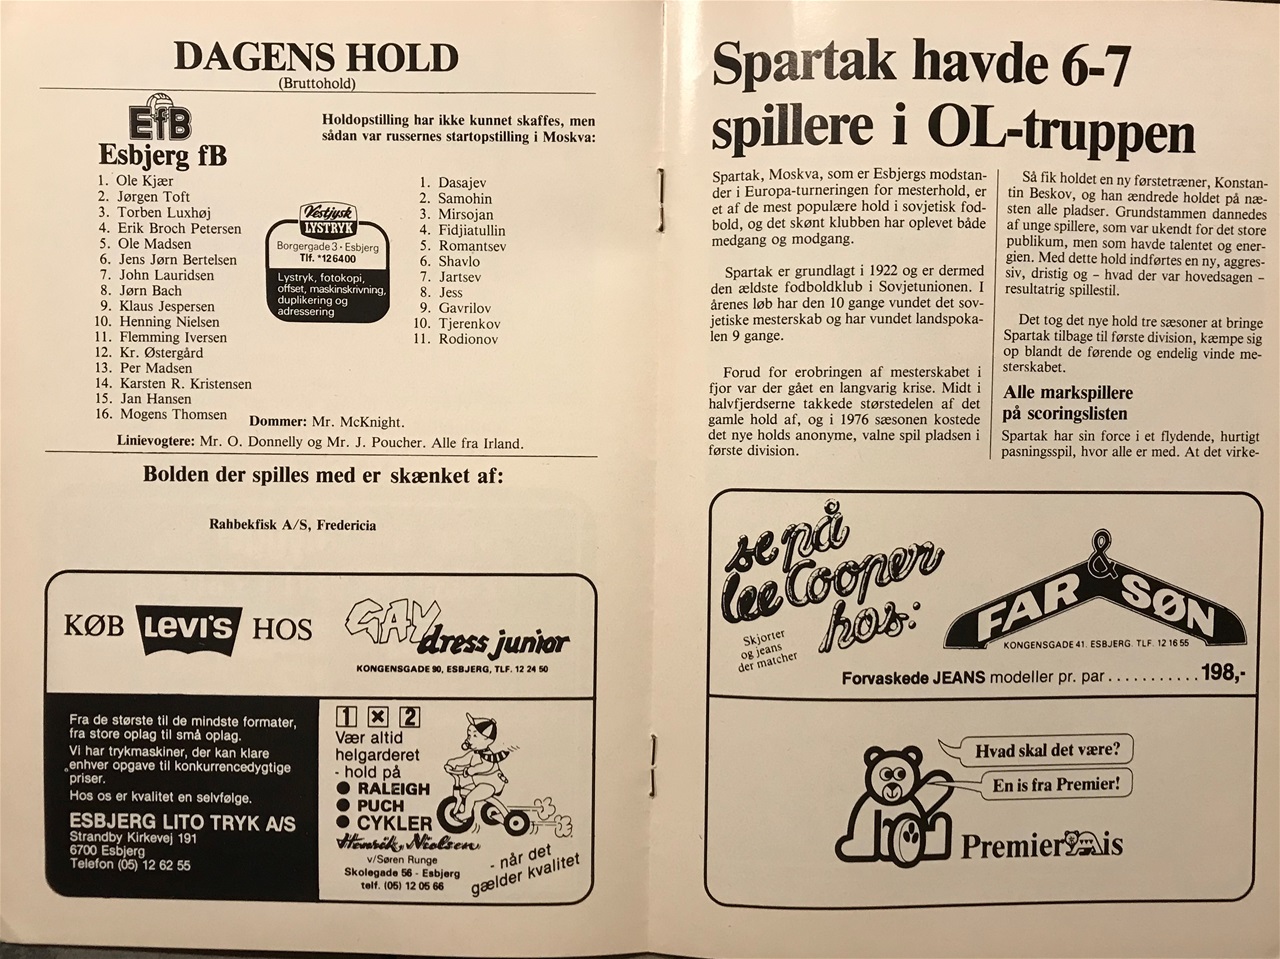 DAGENS HOLD
(Bruttohold)
EfB
Esbjerg fB
1. Ole Kjær
2. Jørgen Toft
3. Torben Luxhøj
4. Erik Broch Petersen
5. Ole Madsen
6. Jens Jørn Bertelsen
7. John Lauridsen
8. Jørn Bach
9. Klaus Jespersen
10. Henning Nielsen
11. Flemming Iversen
12. Kr. Østergård
13. Per Madsen
14. Karsten R. Kristensen
15. Jan Hansen
16. Mogens Thomsen
Vestjysk
LYSTRYK
Borgergade 3 · Esbjerg
Tlf. *126400
Lystryk, fotokopi,
offset, maskinskrivning,
duplikering og
adressering
Holdopstilling har ikke kunnet skaffes, men
sådan var russernes startopstilling i Moskva:
1. Dasajev
2. Samohin
3. Mirsojan
4. Fidjiatullin
5. Romantsev
6. Shavlo
7. Jartsev
8. Jess
9. Gavrilov
10. Tjerenkov
11. Rodionov
Dommer: Mr. McKnight.
Linievogtere: Mr. O. Donnelly og Mr. J. Poucher. Alle fra Irland.
Bolden der spilles med er skænket af:
Rahbekfisk A/S, Fredericia
KØB LEVI'S HOS
GAY dress junior
KONGENSGADE 90, ESBJERG, TLF. 12 24 50
Fra de største til de mindste formater,
fra store oplag til små oplag.
Vi har trykmaskiner, der kan klare
enhver opgave til konkurrencedygtige
priser.
Hos os er kvalitet en selvfølge.
ESBJERG LITO TRYK A/S
Strandby Kirkevej 191
6700 Esbjerg
Telefon (05) 12 62 55
1 x 2
Vær altid
helgarderet
- hold på
● RALEIGH
● PUCH
● CYKLER
Henrik Nielsen
v/Søren Runge
Skolegade 56 - Esbjerg
telf. (05) 12 05 66
- når det
gælder kvalitet
Spartak havde 6-7
spillere i OL-truppen
Spartak, Moskva, som er Esbjergs modstan-
der i Europa-turneringen for mesterhold, er
et af de mest populære hold i sovjetisk fod-
bold, og det skønt klubben har oplevet både
medgang og modgang.
Spartak er grundlagt i 1922 og er dermed
den ældste fodboldklub i Sovjetunionen. I
årenes løb har den 10 gange vundet det sov-
jetiske mesterskab og har vundet landspoka-
len 9 gange.
Forud for erobringen af mesterskabet i
fjor var der gået en langvarig krise. Midt i
halvfjerdserne takkede størstedelen af det
gamle hold af, og i 1976 sæsonen kostede
det nye holds anonyme, valne spil pladsen i
første division.
Så fik holdet en ny førstetræner, Konstan-
tin Beskov, og han ændrede holdet på næ-
sten alle pladser. Grundstammen dannedes
af unge spillere, som var ukendt for det store
publikum, men som havde talentet og ener-
gien. Med dette hold indførtes en ny, aggres-
siv, dristig og - hvad der var hovedsagen -
resultatrig spillestil.
Det tog det nye hold tre sæsoner at bringe
Spartak tilbage til første division, kæmpe sig
op blandt de førende og endelig vinde me-
sterskabet.
Alle markspillere
på scoringslisten
Spartak har sin force i et flydende, hurtigt
pasningsspil, hvor alle er med. At det virke-
se på
Lee Cooper
hos:
Skjorter
og jeans
der matcher
FAR & SØN
KONGENSGADE 41. ESBJERG. TLF. 12 16 55
Forvaskede JEANS modeller pr. par ........... 198,-
Hvad skal det være?
En is fra Premier!
Premier is